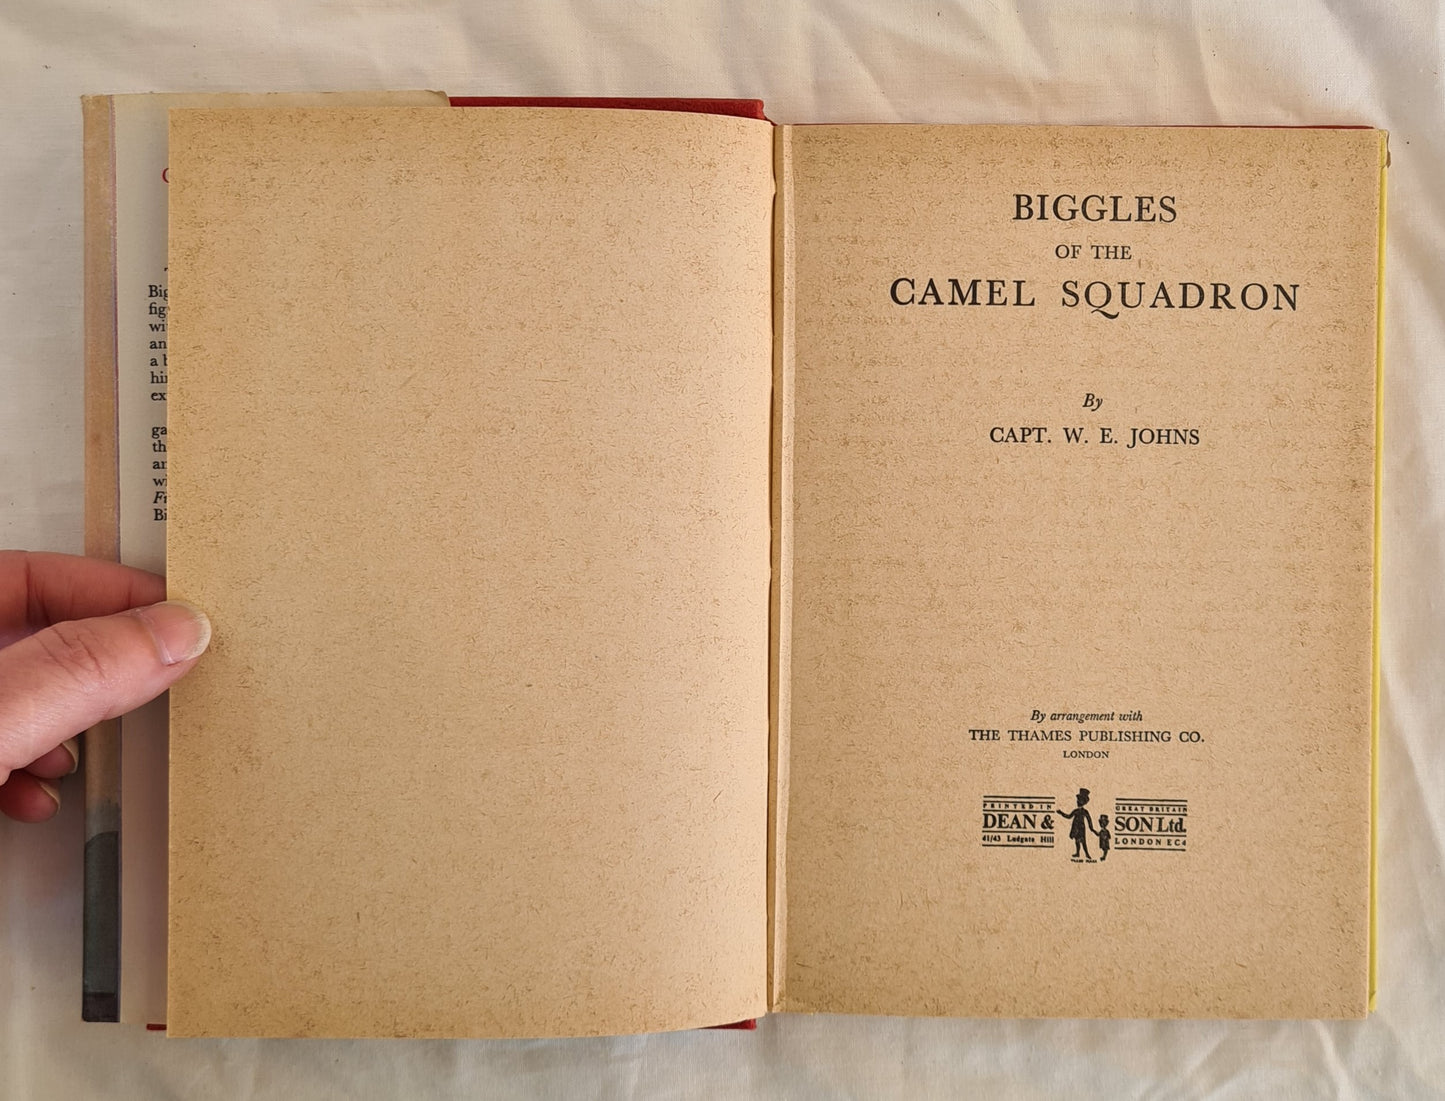 BIGGLES
OF THE
CAMEL SQUADRON
By
CAPT. W. E. JOHNS
By arrangement with
THE THAMES PUBLISHING CO.
LONDON
PRINTED IN GREAT BRITAIN
DEAN & SON Ltd.
41/43 Ludgate Hill LONDON EC4